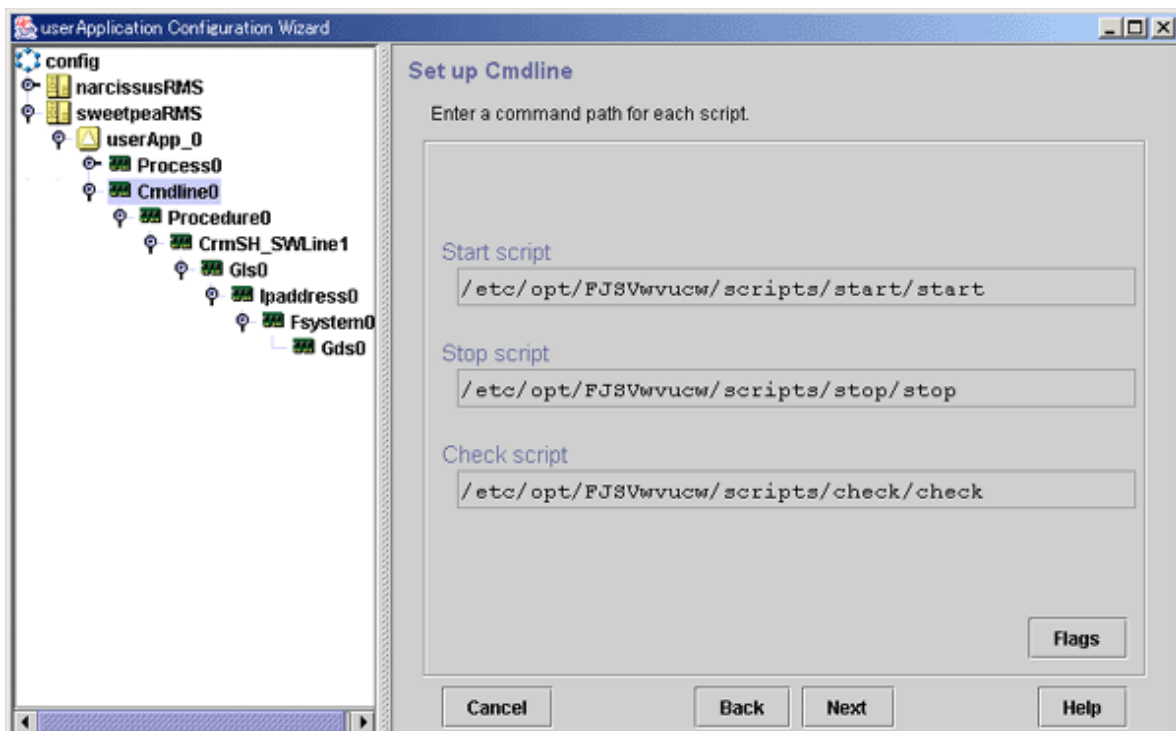 userApplication Configuration Wizard
config
narcissusRMS
sweetpeaRMS
userApp_0
Process0
Cmdline0
Procedure0
CrmSH_SWLine1
Gls0
Ipaddress0
Fsystem0
Gds0
Set up Cmdline
Enter a command path for each script.
Start script
/etc/opt/FJSVwvucw/scripts/start/start
Stop script
/etc/opt/FJSVwvucw/scripts/stop/stop
Check script
/etc/opt/FJSVwvucw/scripts/check/check
Flags
Cancel
Back
Next
Help